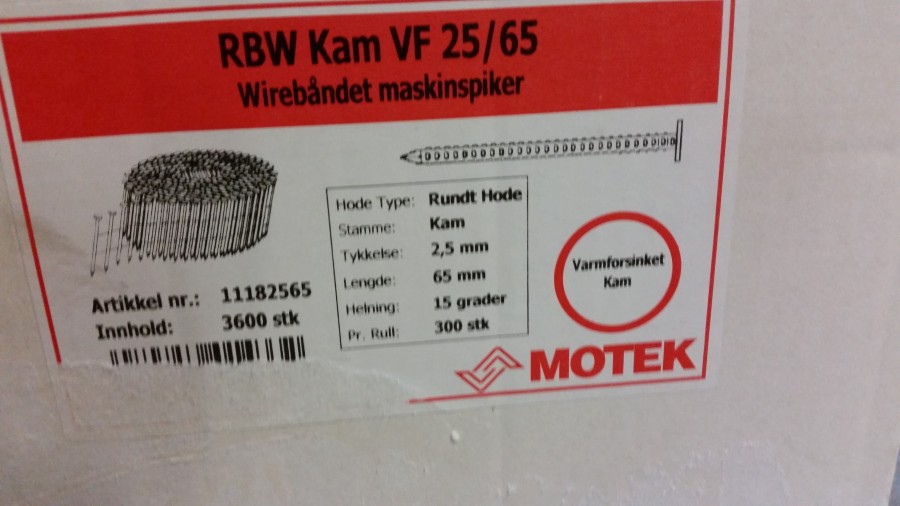 RBW Kam VF 25/65
Wirebåndet maskinspiker
Hode Type: Rundt Hode
Stamme: Kam
Tykkelse: 2,5 mm
Lengde: 65 mm
Helning: 15 grader
Pr. Rull: 300 stk
Varmforsinket
Kam
Artikkel nr.: 11182565
Innhold: 3600 stk
MOTEK